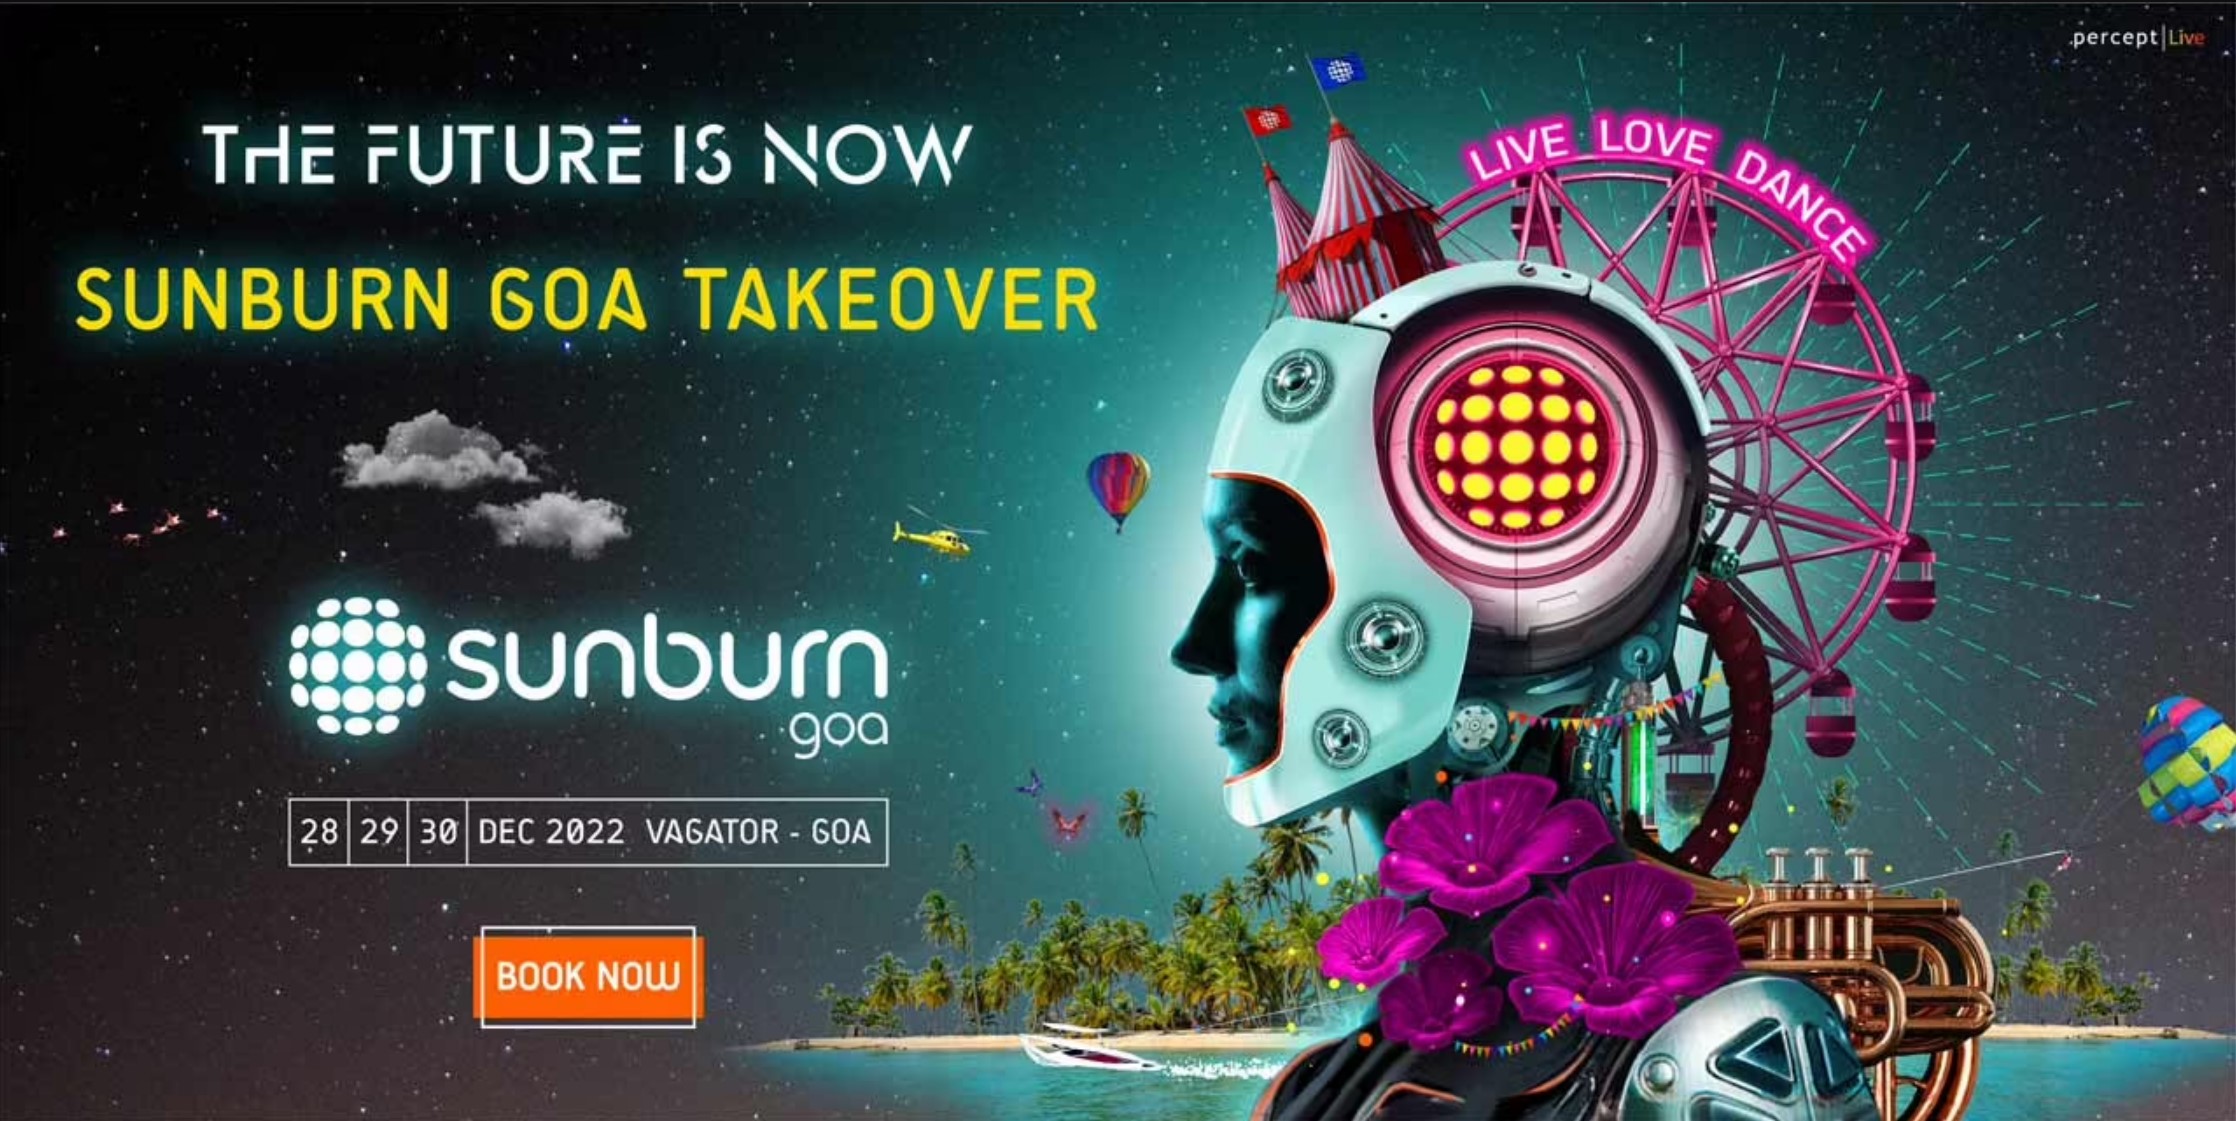 percept|Live
THE FUTURE IS NOW
LIVE LOVE DANCE
SUNBURN GOA TAKEOVER
sunburn
goa
28 29 30 DEC 2022 VAGATOR - GOA
BOOK NOW